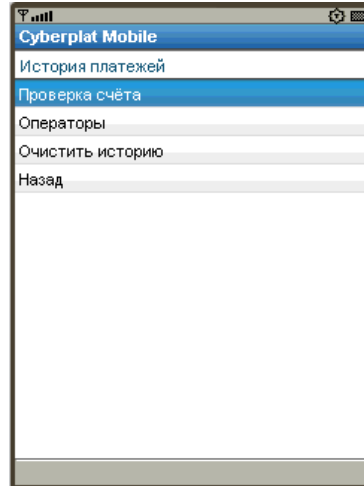 Cyberplat Mobile
История платежей
Проверка счёта
Операторы
Очистить историю
Назад